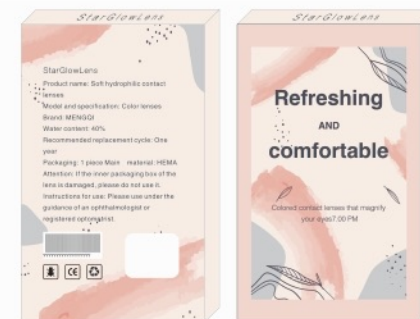 StarGlowLens
StarGlowLens
Product name: Soft hydrophilic contact
lenses
Model and specification: Color lenses
Brand: MENGQI
Water content: 40%
Recommended replacement cycle: One
year
Packaging: 1 piece Main material: HEMA
Attention: If the inner packaging box of the
lens is damaged, please do not use it.
Instructions for use: Please use under the
guidance of an ophthalmologist or
registered optometrist.
CE
StarGlowLens
Refreshing
AND
comfortable
Colored contact lenses that magnify
your eyes7.00 PM